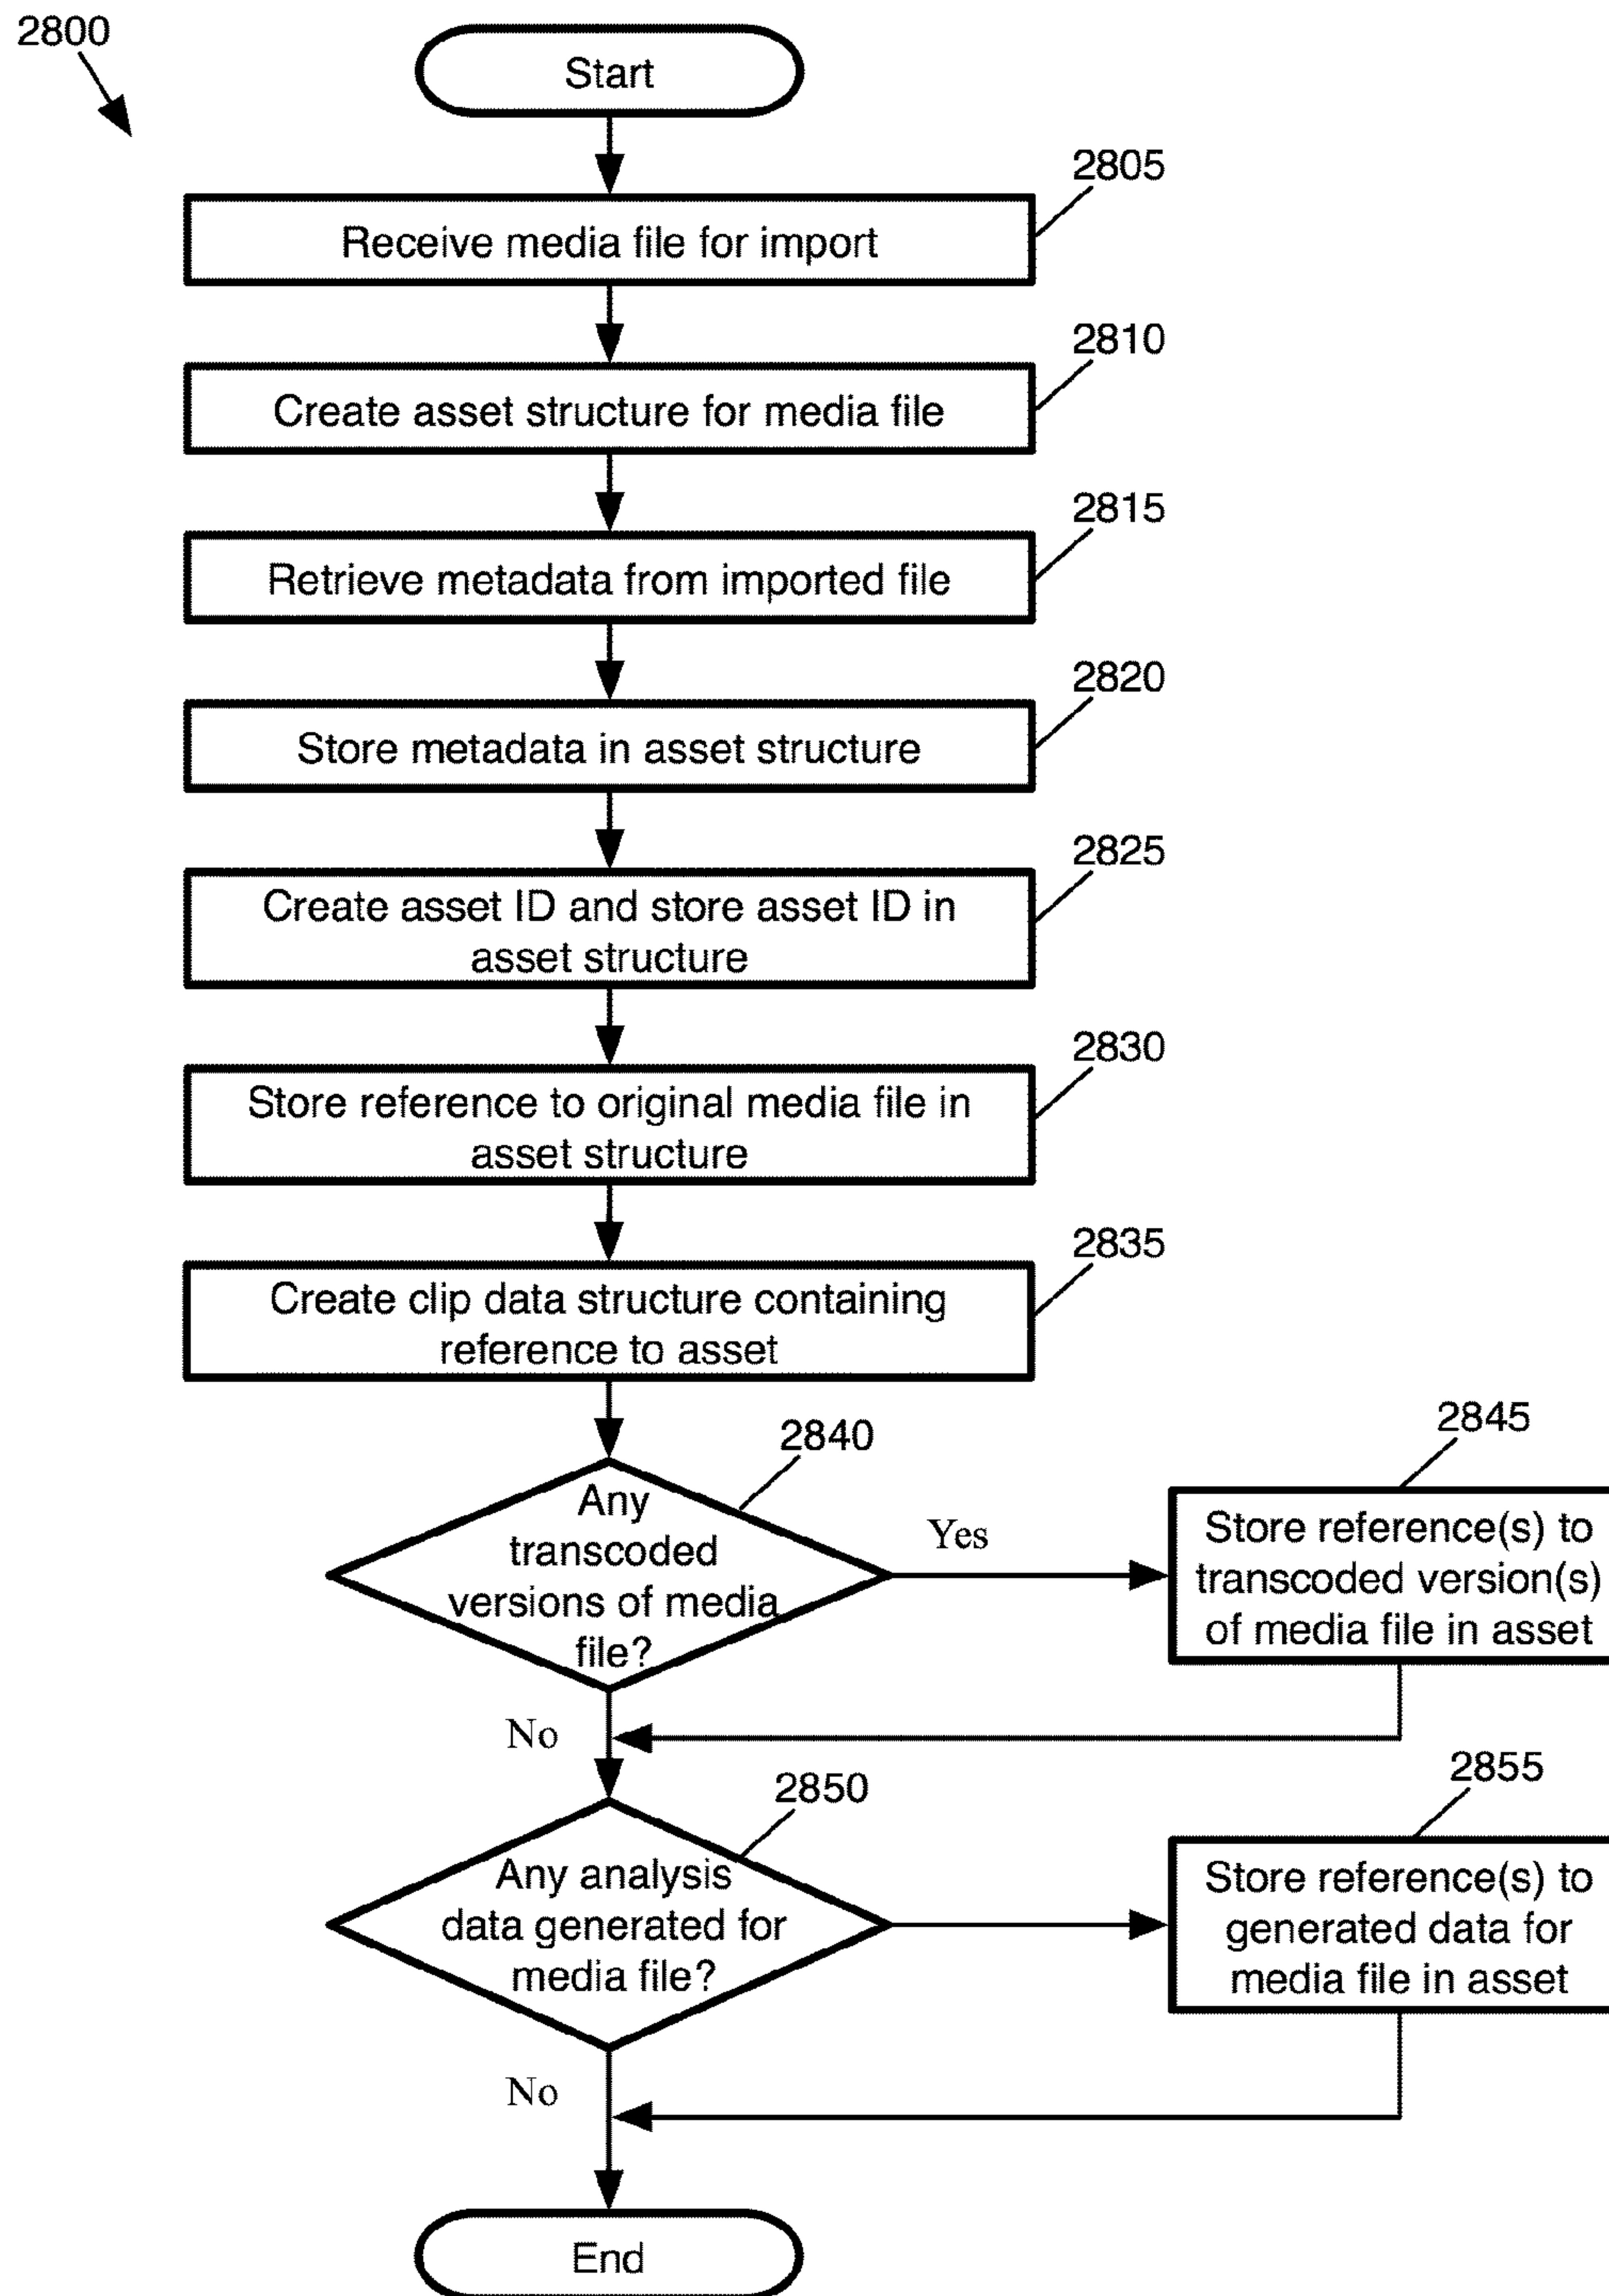 2800
Start
2805
Receive media file for import
2810
Create asset structure for media file
2815
Retrieve metadata from imported file
2820
Store metadata in asset structure
2825
Create asset ID and store asset ID in
asset structure
2830
Store reference to original media file in
asset structure
2835
Create clip data structure containing
reference to asset
2840
Any
transcoded
versions of media
file?
Yes
2845
Store reference(s) to
transcoded version(s)
of media file in asset
No
2850
Any analysis
data generated for
media file?
2855
Store reference(s) to
generated data for
media file in asset
No
End